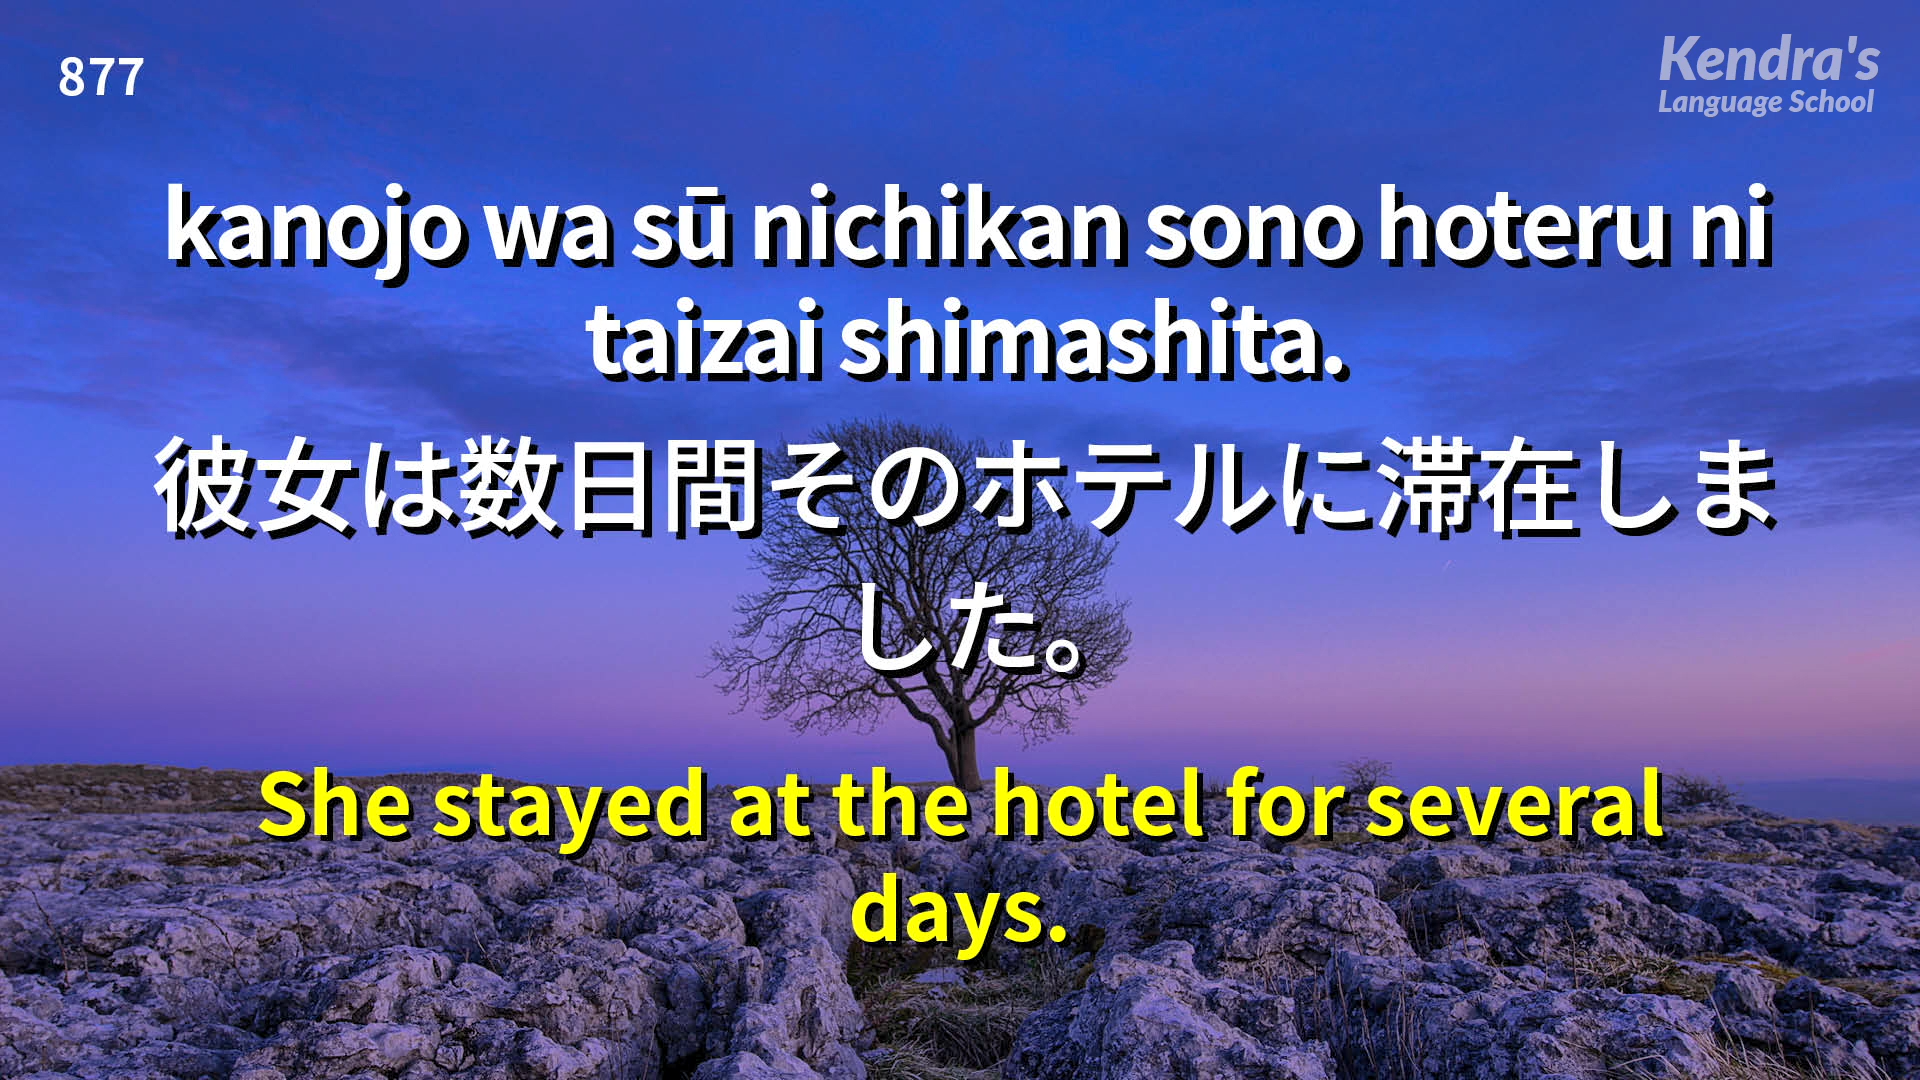 877
Kendra's
Language School
kanojo wa sū nichikan sono hoteru ni
taizai shimashita.
彼女は数日間そのホテルに滞在しま
した。
She stayed at the hotel for several
days.